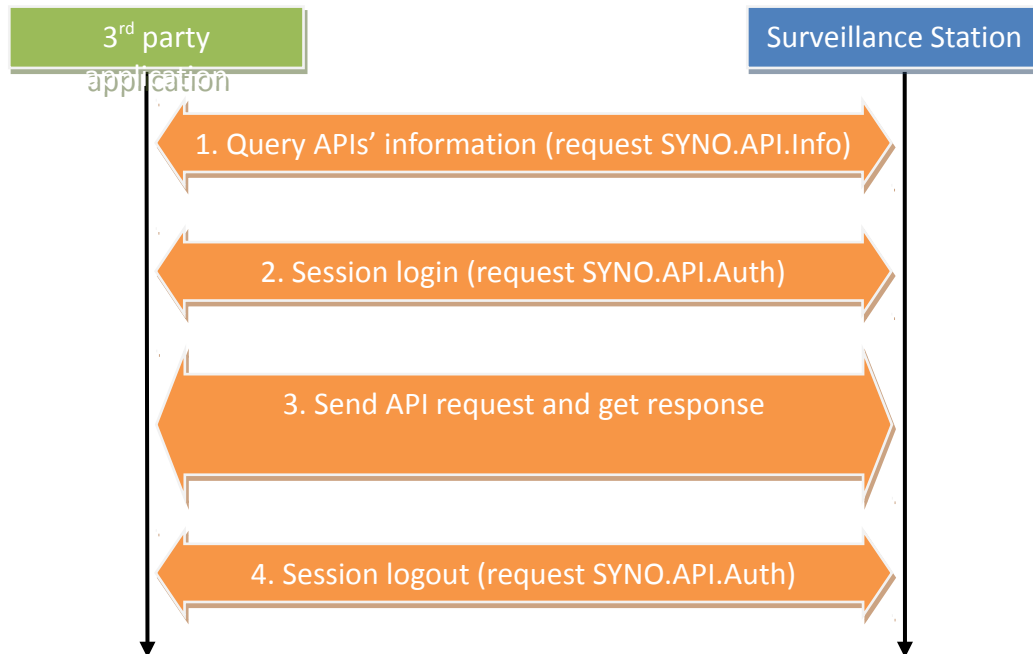 3rd party
application
Surveillance Station
1. Query APIs’ information (request SYNO.API.Info)
2. Session login (request SYNO.API.Auth)
3. Send API request and get response
4. Session logout (request SYNO.API.Auth)